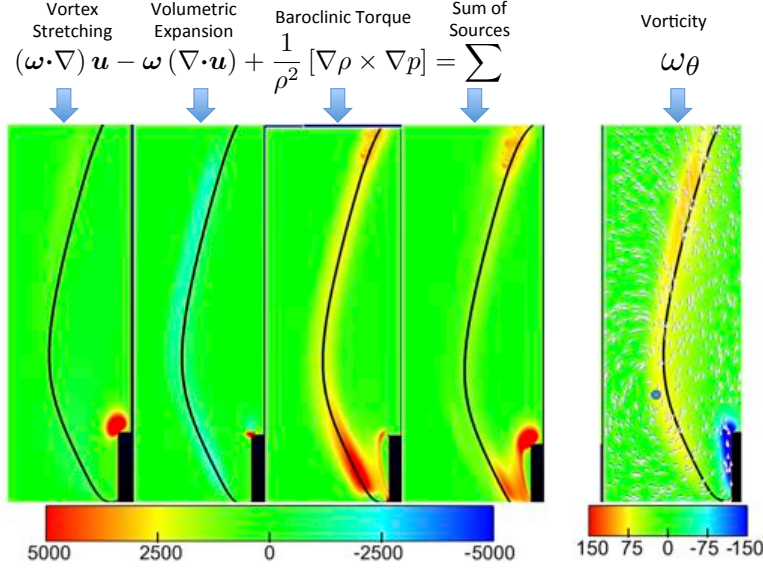 Vortex Stretching
Volumetric Expansion
Baroclinic Torque
Sum of Sources
Vorticity
(ω·∇) u − ω (∇·u) + 1/ρ² [∇ρ × ∇p] = ∑
ω_θ
5000 2500 0 -2500 -5000
150 75 0 -75 -150